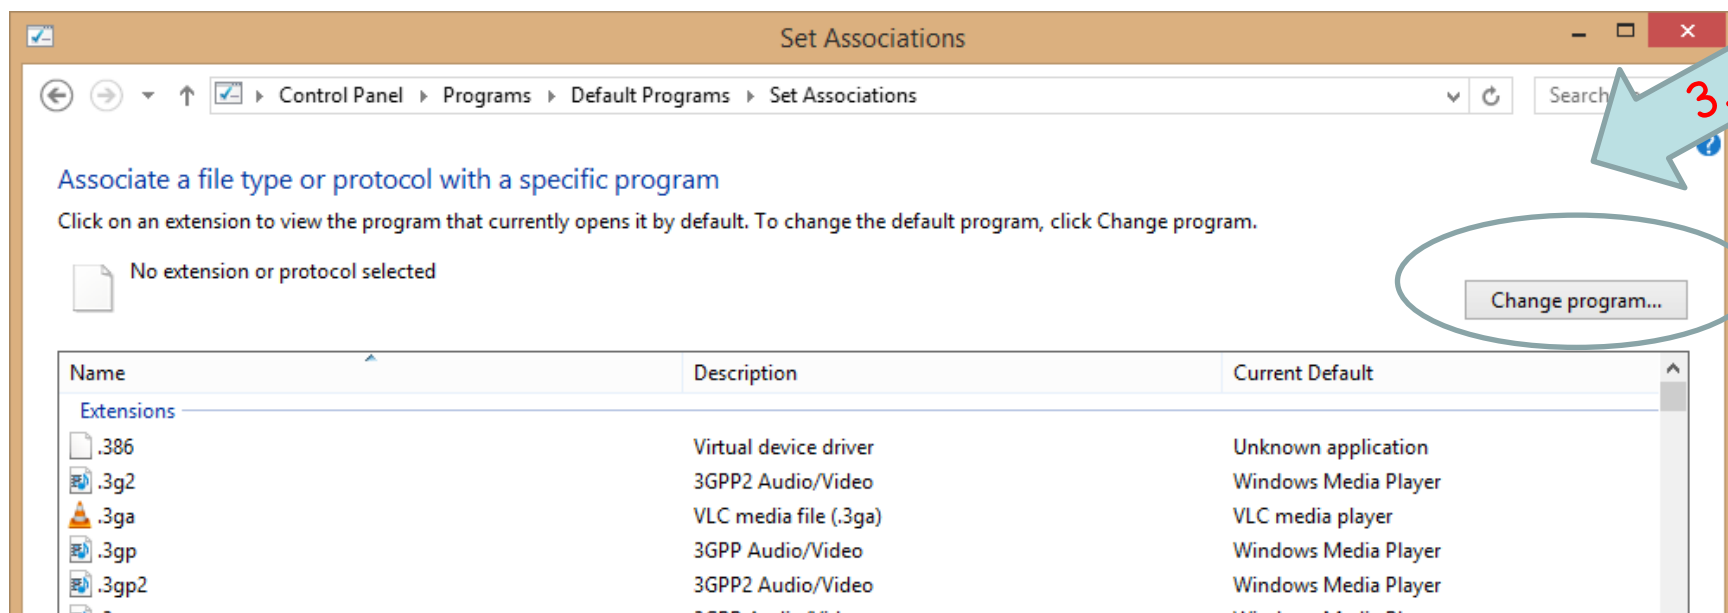 Set Associations
Control Panel Programs Default Programs Set Associations
Search
3.
Associate a file type or protocol with a specific program
Click on an extension to view the program that currently opens it by default. To change the default program, click Change program.
No extension or protocol selected
Change program...
Name Description Current Default
Extensions
.386 Virtual device driver Unknown application
.3g2 3GPP2 Audio/Video Windows Media Player
.3ga VLC media file (.3ga) VLC media player
.3gp 3GPP Audio/Video Windows Media Player
.3gp2 3GPP2 Audio/Video Windows Media Player